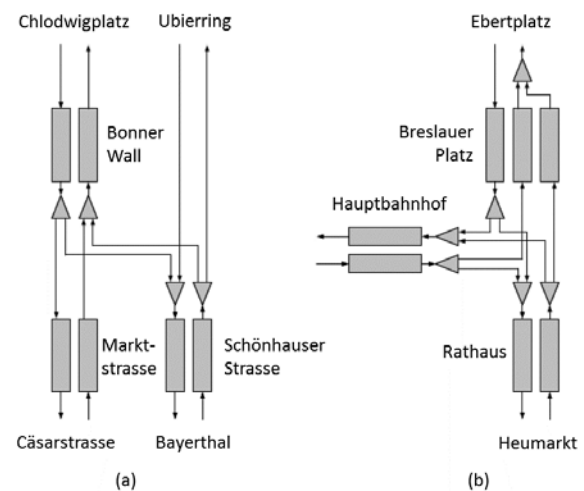 Chlodwigplatz Ubierring
Bonner
Wall
Markt-
strasse
Schönhauser
Strasse
Cäsarstrasse Bayerthal
(a)
Ebertplatz
Breslauer
Platz
Hauptbahnhof
Rathaus
Heumarkt
(b)